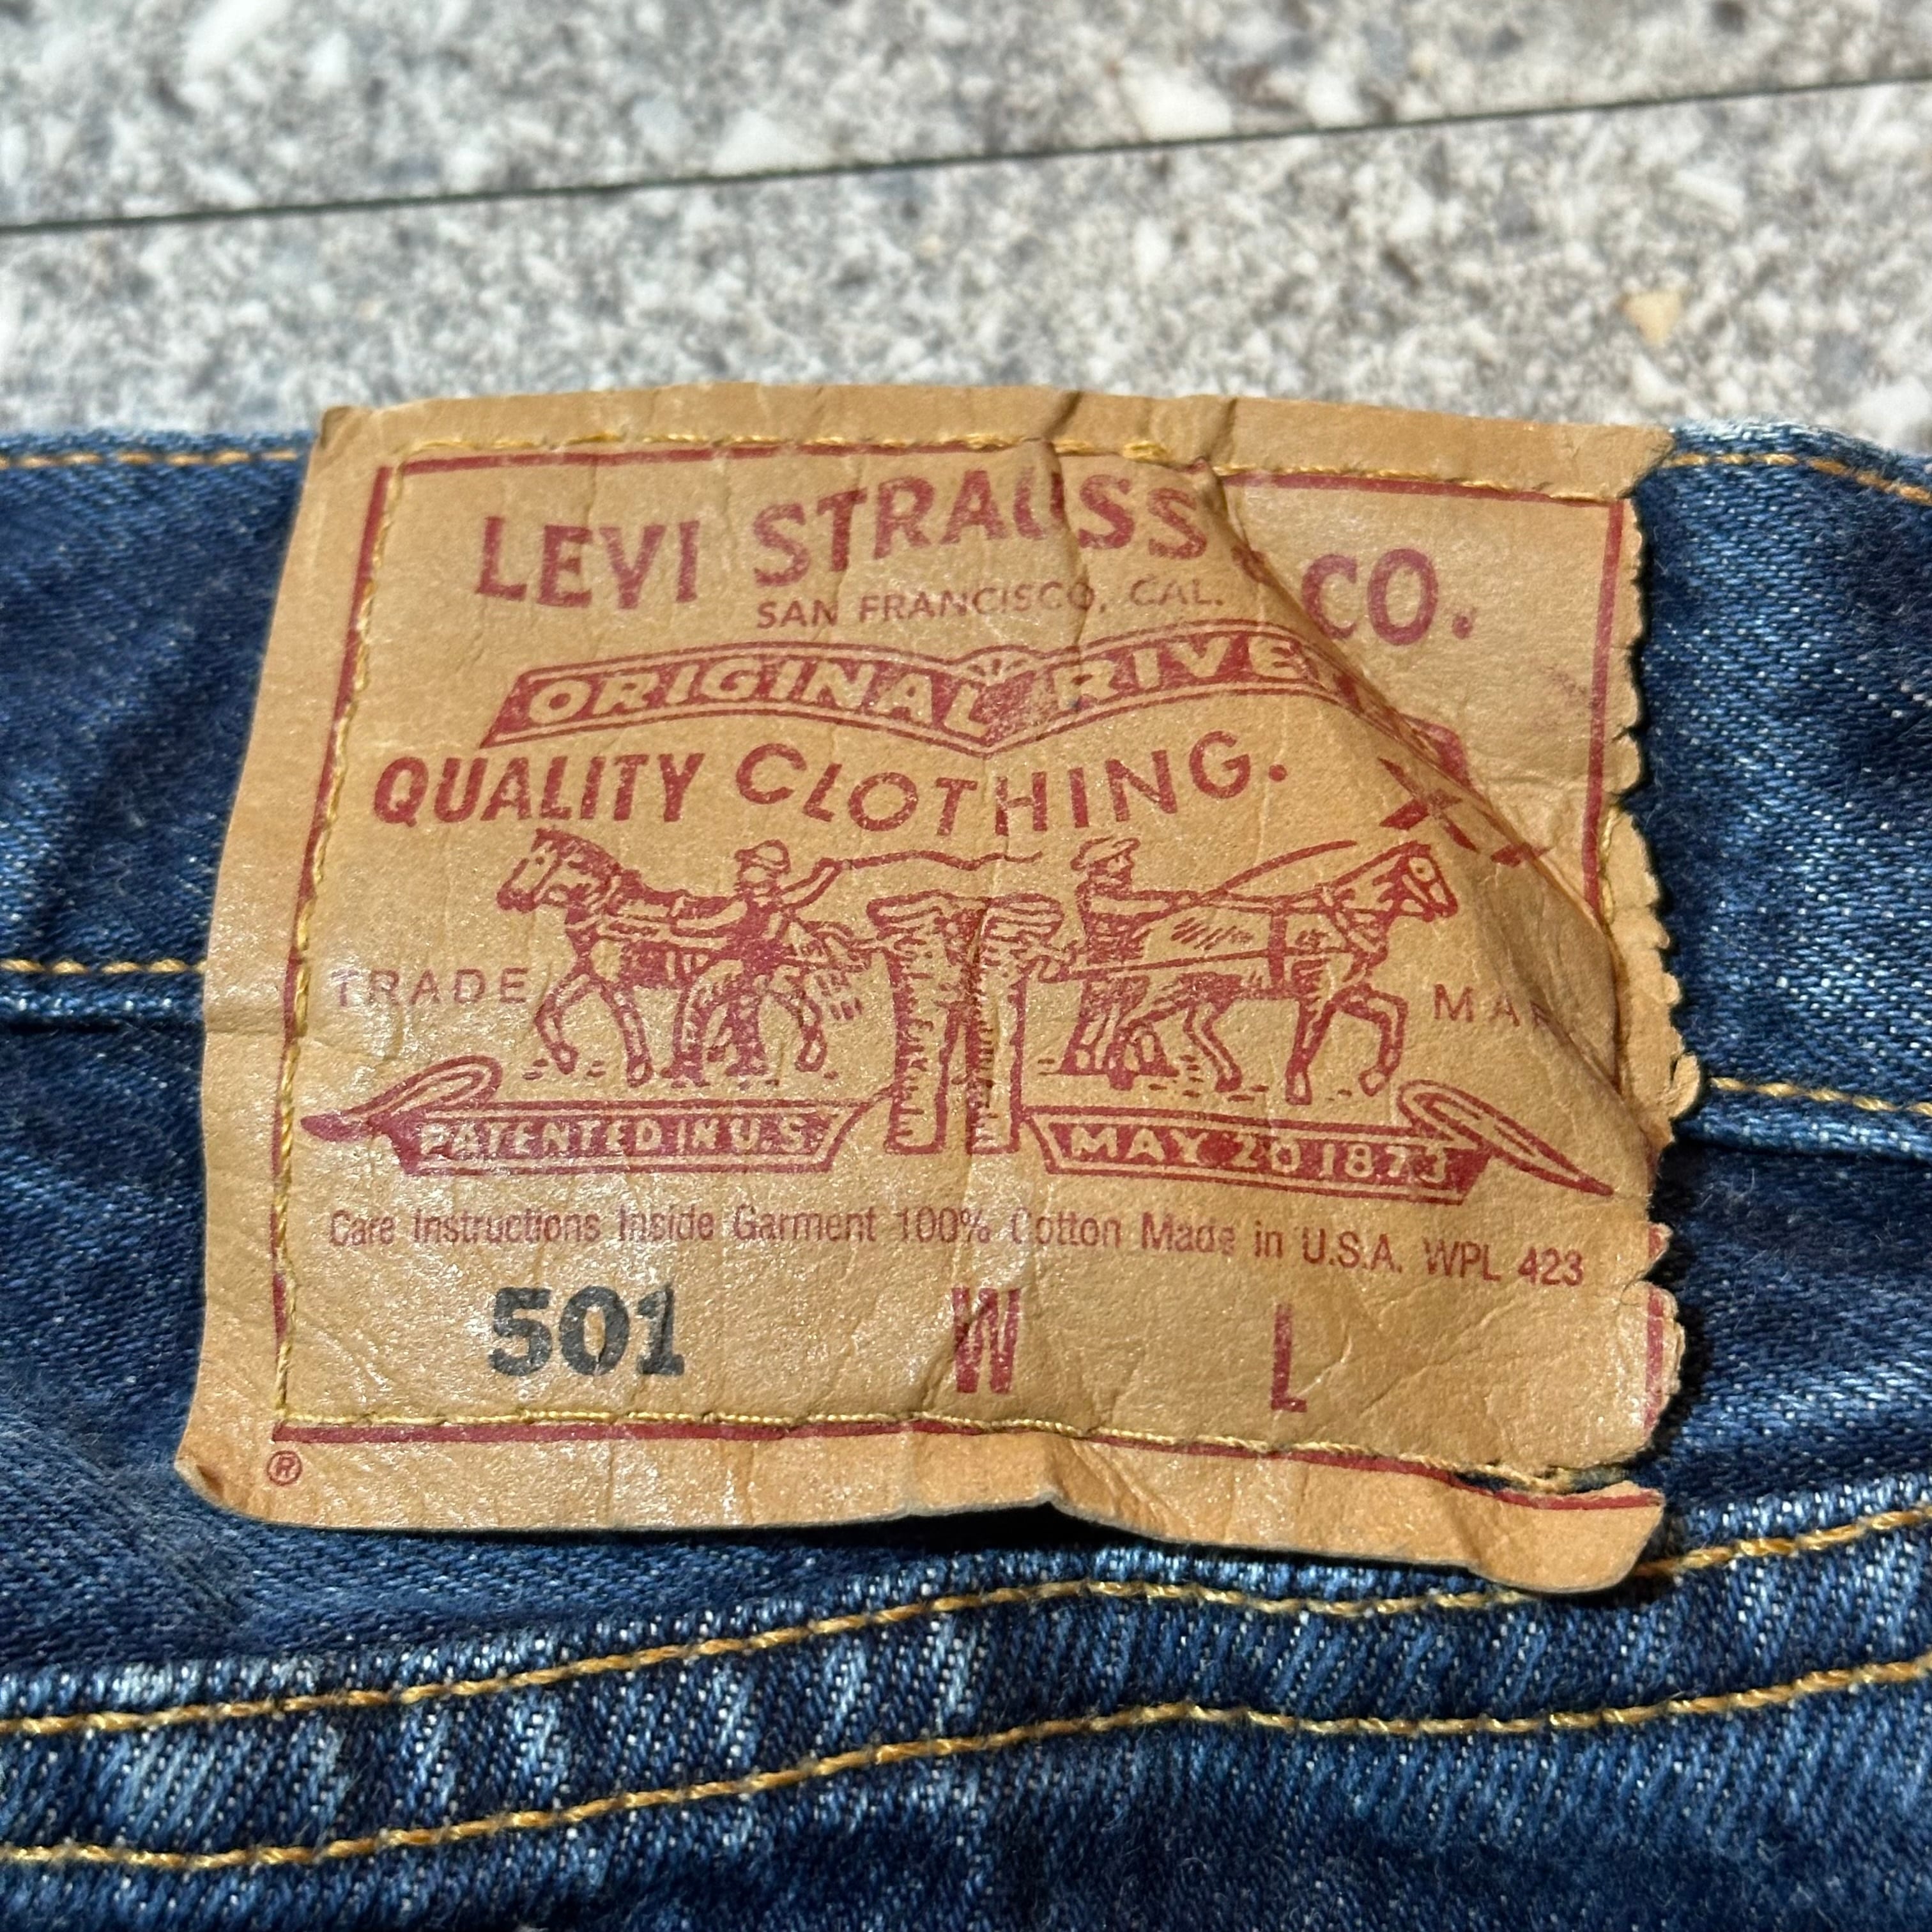 LEVI STRAUSS CO.
SAN FRANCISCO, CAL.
ORIGINAL
QUALITY CLOTHING.
TRADE
PATENTED IN U.S. MAY 20 1873
Care Instructions Inside Garment 100% Cotton Made in U.S.A. WPL 423
501 W L
®